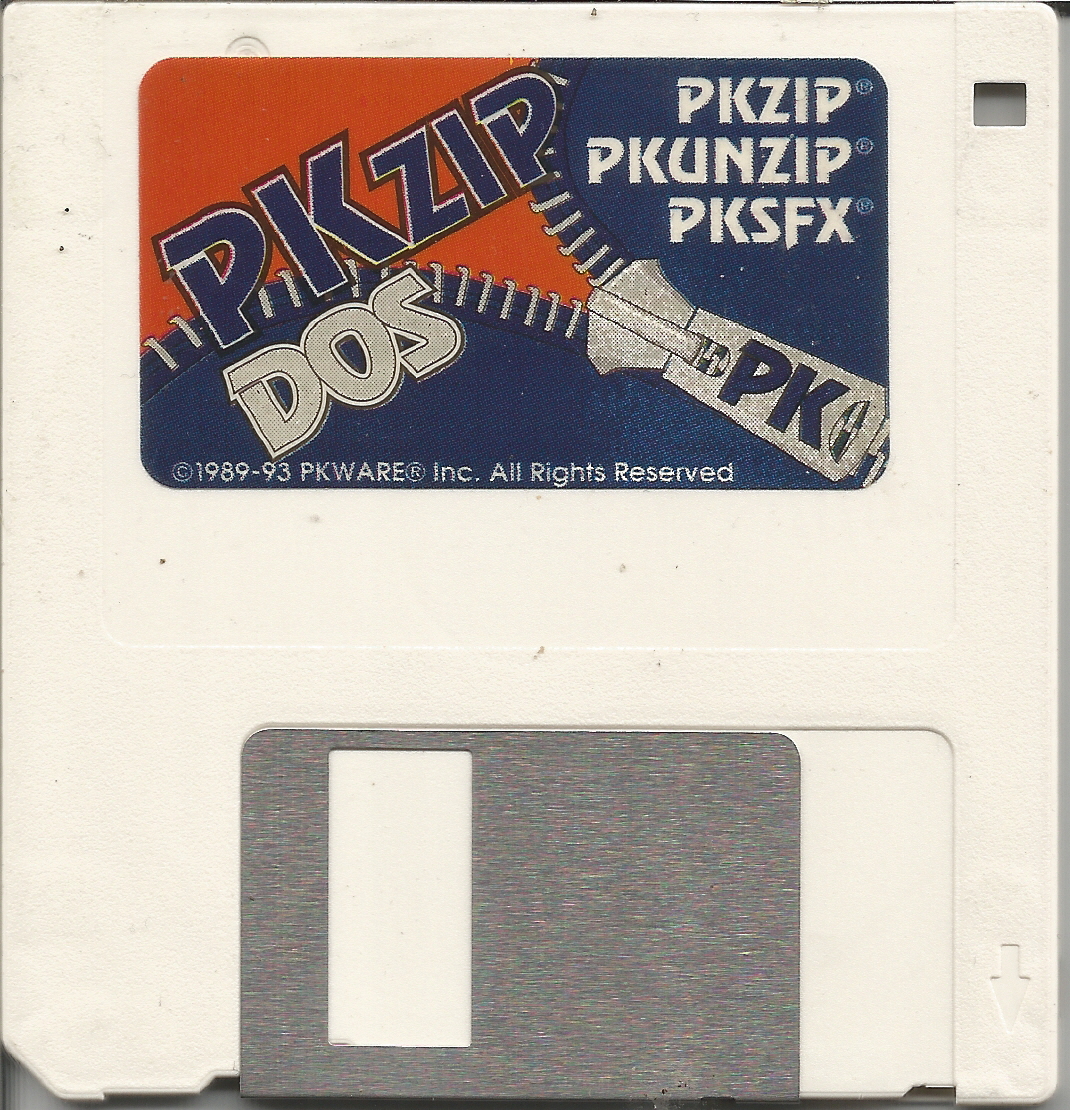 PKZIP
DOS
PKZIP®
PKUNZIP®
PKSFX®
PK
©1989-93 PKWARE® Inc. All Rights Reserved